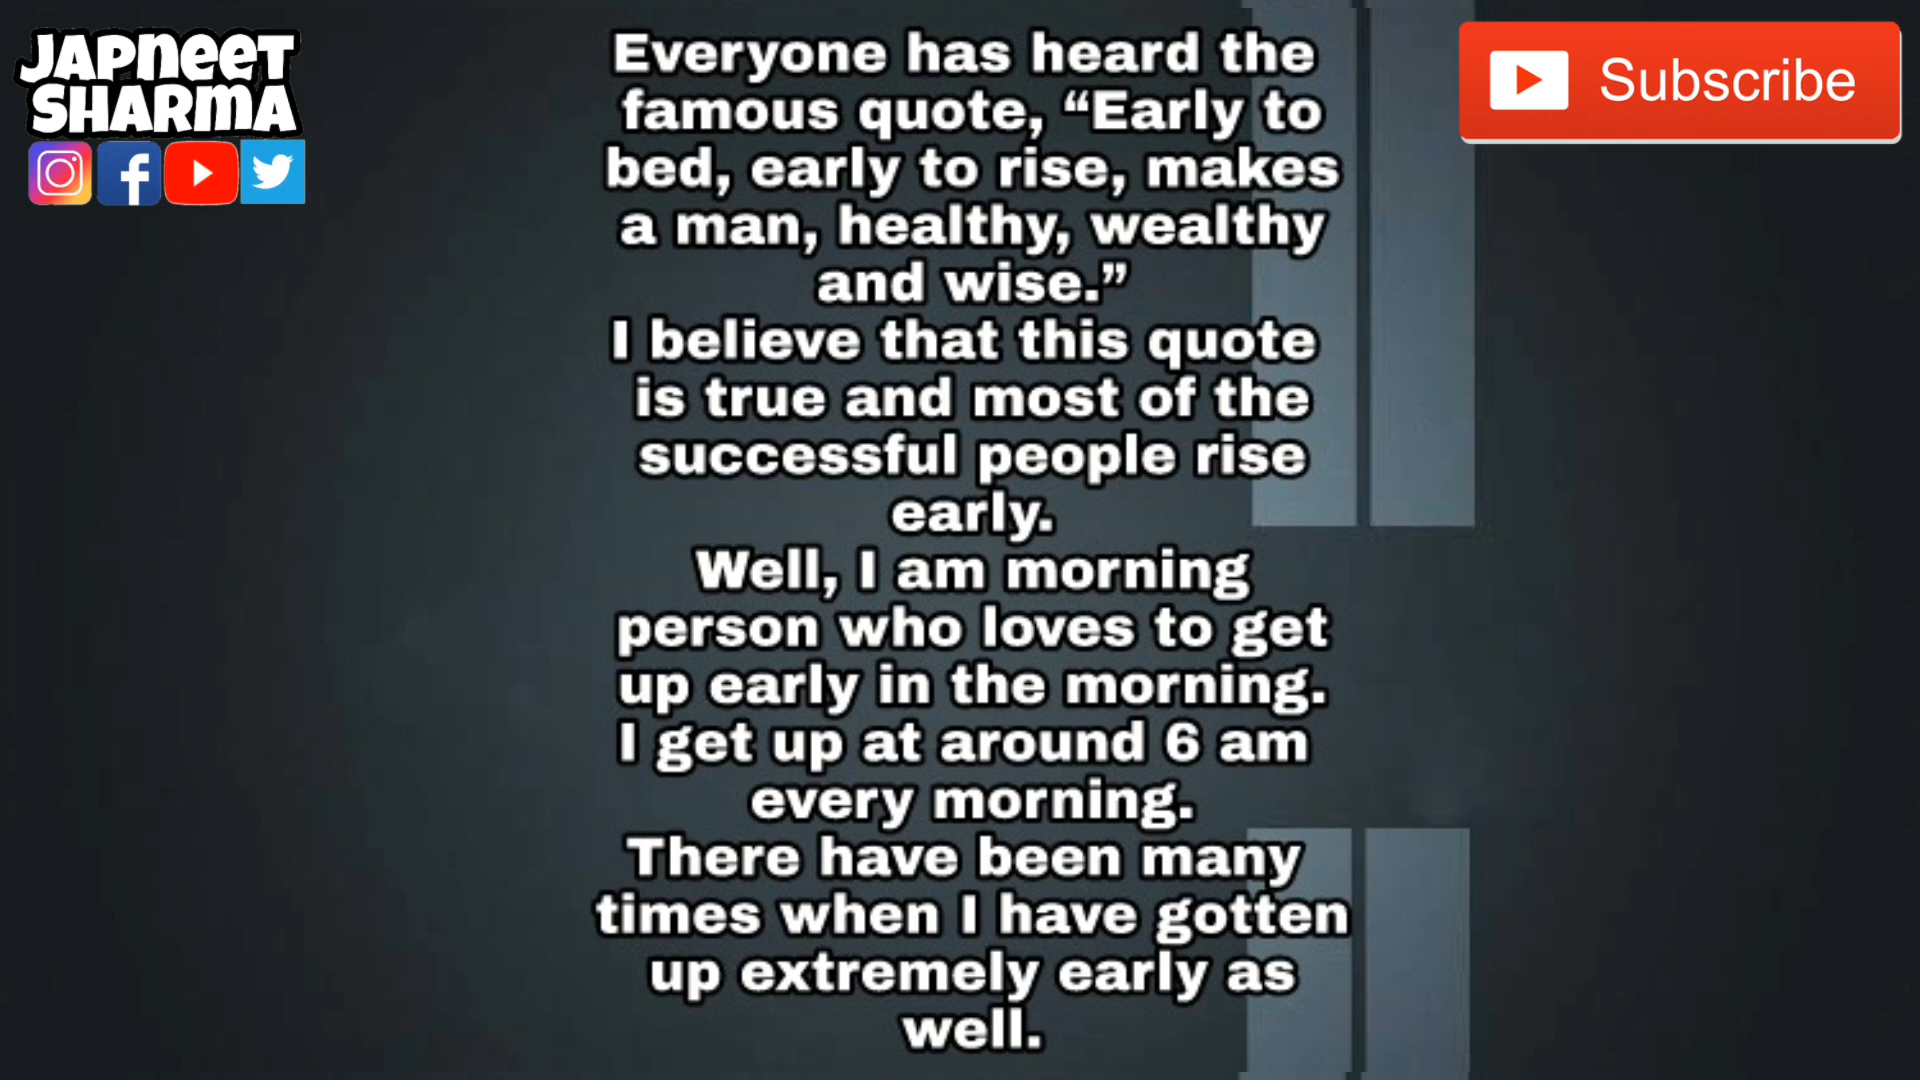 JAPNEET
SHARMA
Subscribe
Everyone has heard the
famous quote, “Early to
bed, early to rise, makes
a man, healthy, wealthy
and wise.”
I believe that this quote
is true and most of the
successful people rise
early.
Well, I am morning
person who loves to get
up early in the morning.
I get up at around 6 am
every morning.
There have been many
times when I have gotten
up extremely early as
well.